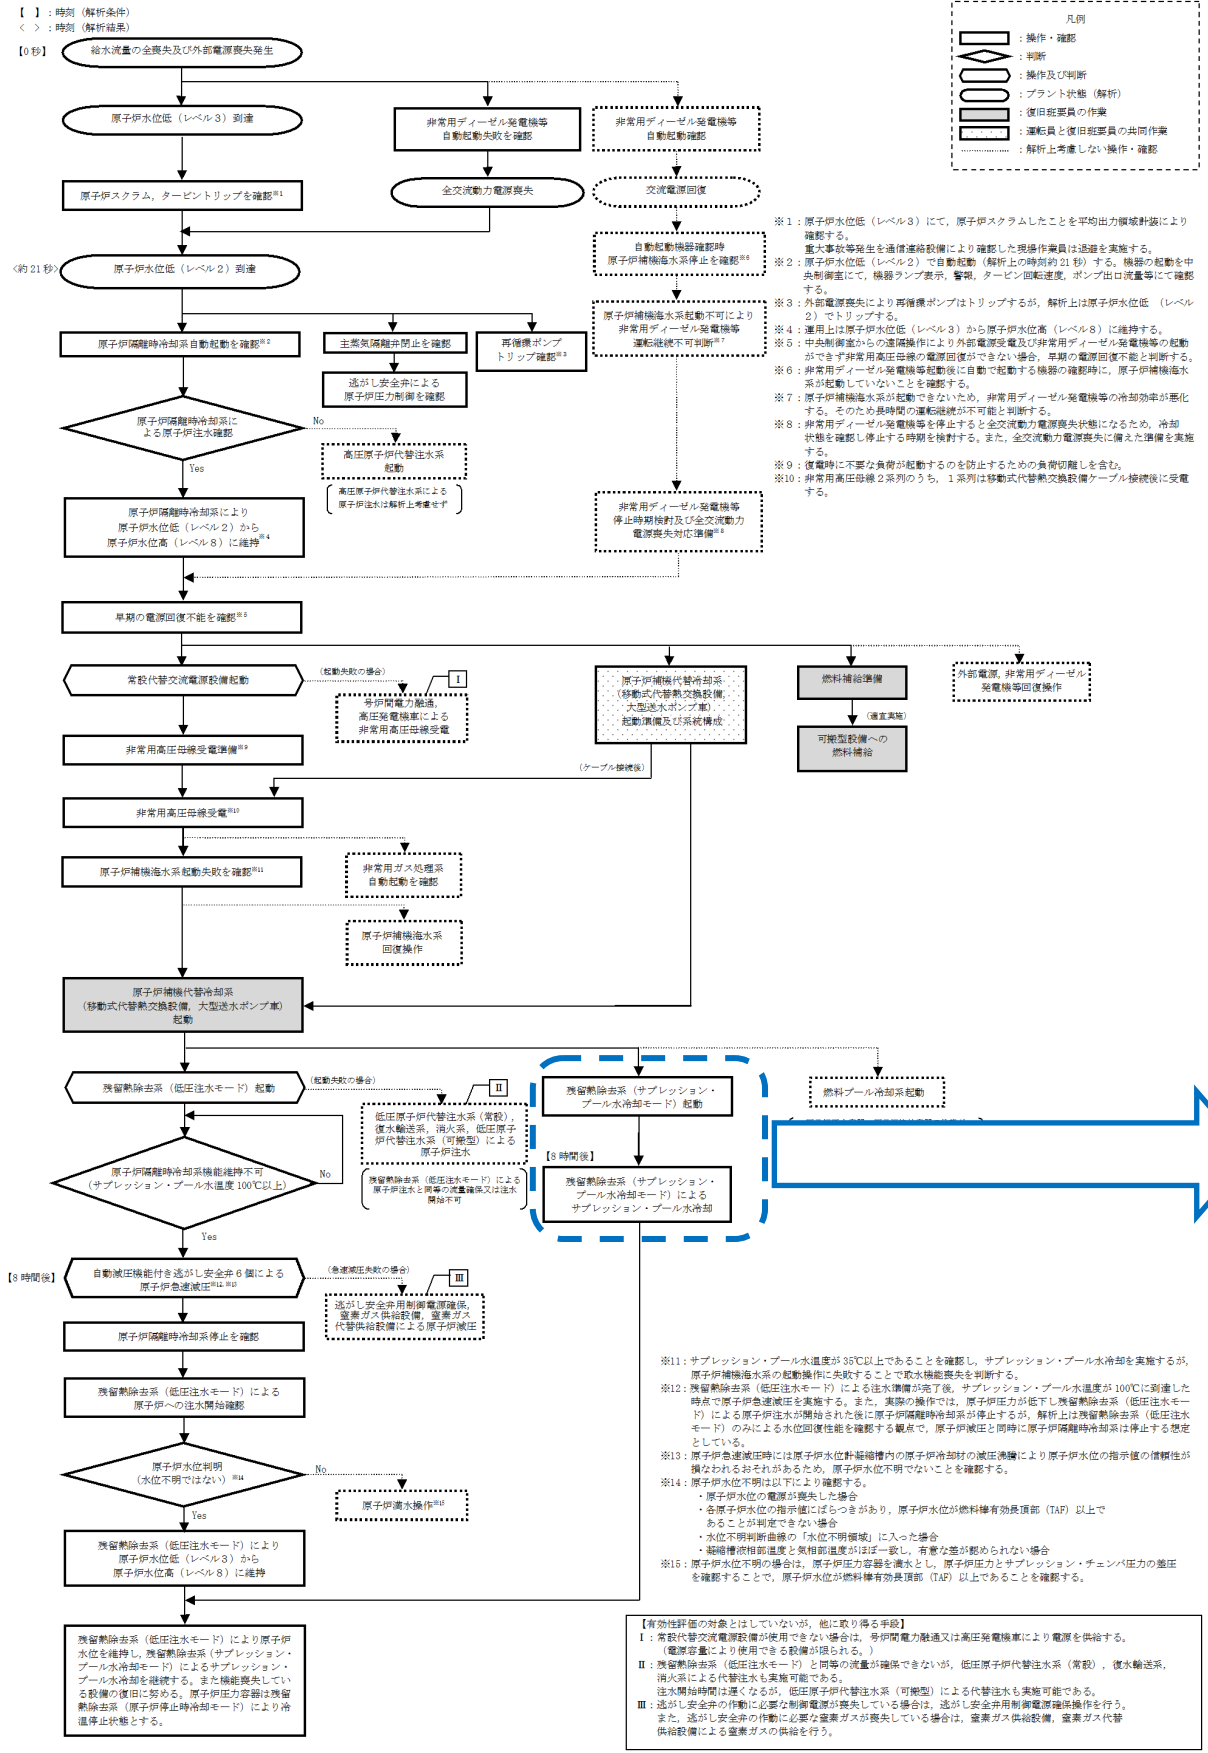 【　】：時刻（解析条件）
＜　＞：時刻（解析結果）
【0秒】
給水流量の全喪失及び外部電源喪失発生
原子炉水位低（レベル3）到達
原子炉スクラム，タービントリップを確認※1
非常用ディーゼル発電機等
自動起動失敗を確認
全交流動力電源喪失
非常用ディーゼル発電機等
自動起動確認
交流電源回復
自動起動機器確認時
原子炉補機海水系停止を確認※6
原子炉補機海水系起動不可により
非常用ディーゼル発電機等
運転継続不可判断※7
非常用ディーゼル発電機等
停止時期検討及び全交流動力
電源喪失対応準備※8
凡例
：操作・確認
：判断
：操作及び判断
：プラント状態（解析）
：復旧班要員の作業
：運転員と復旧班要員の共同作業
：解析上考慮しない操作・確認
＜約21秒＞
原子炉水位低（レベル2）到達
原子炉隔離時冷却系自動起動を確認※2
主蒸気隔離弁閉止を確認
逃がし安全弁による
原子炉圧力制御を確認
再循環ポンプ
トリップ確認※3
原子炉隔離時冷却系に
よる原子炉注水確認
No
Yes
高圧原子炉代替注水系
起動
高圧原子炉代替注水系による
原子炉注水は解析上考慮せず
原子炉隔離時冷却系により
原子炉水位低（レベル2）から
原子炉水位高（レベル8）に維持※4
※1：原子炉水位低（レベル3）にて，原子炉スクラムしたことを平均出力領域計装により
確認する。
重大事故等発生を通信連絡設備により確認した現場作業員は退避を実施する。
※2：原子炉水位低（レベル2）で自動起動（解析上の時刻約21秒）する。機器の起動を中
央制御室にて，機器ランプ表示，警報，タービン回転速度，ポンプ出口流量等にて確認
する。
※3：外部電源喪失により再循環ポンプはトリップするが，解析上は原子炉水位低　（レベル
2）でトリップする。
※4：運用上は原子炉水位低（レベル3）から原子炉水位高（レベル8）に維持する。
※5：中央制御室からの遠隔操作により外部電源受電及び非常用ディーゼル発電機等の起動
ができず非常用高圧母線の電源回復ができない場合，早期の電源回復不能と判断する。
※6：非常用ディーゼル発電機等起動後に自動で起動する機器の確認時に，原子炉補機海水
系が起動していないことを確認する。
※7：原子炉補機海水系が起動できないため，非常用ディーゼル発電機等の冷却効率が悪化
する。そのため長時間の運転継続が不可能と判断する。
※8：非常用ディーゼル発電機等を停止すると全交流動力電源喪失状態になるため，冷却
状態を確認し停止する時期を検討する。また，全交流動力電源喪失に備えた準備を実施
する。
※9：復電時に不要な負荷が起動するのを防止するための負荷切離しを含む。
※10：非常用高圧母線2系列のうち，1系列は移動式代替熱交換設備ケーブル接続後に受電
する。
早期の電源回復不能を確認※5
常設代替交流電源設備起動
（起動失敗の場合）
Ⅰ
号炉間電力融通，
高圧発電機車による
非常用高圧母線受電
原子炉補機代替冷却系
（移動式代替熱交換設備，
大型送水ポンプ車）
起動準備及び系統構成
燃料補給準備
（適宜実施）
可搬型設備への
燃料補給
外部電源，非常用ディーゼル
発電機等回復操作
非常用高圧母線受電準備※9
（ケーブル接続後）
非常用高圧母線受電※10
原子炉補機海水系起動失敗を確認※11
非常用ガス処理系
自動起動を確認
原子炉補機海水系
回復操作
原子炉補機代替冷却系
（移動式代替熱交換設備，大型送水ポンプ車）
起動
残留熱除去系（低圧注水モード）起動
（起動失敗の場合）
Ⅱ
低圧原子炉代替注水系（常設），
復水輸送系，消火系，低圧原子
炉代替注水系（可搬型）による
原子炉注水
残留熱除去系（低圧注水モード）による
原子炉注水と同等の流量確保又は注水
開始不可
残留熱除去系（サプレッション・
プール水冷却モード）起動
【8時間後】
残留熱除去系（サプレッション・
プール水冷却モード）による
サプレッション・プール水冷却
燃料プール冷却系起動
原子炉隔離時冷却系機能維持不可
（サプレッション・プール水温度100℃以上）
No
Yes
【8時間後】
自動減圧機能付き逃がし安全弁6個による
原子炉急速減圧※12，※13
（急速減圧失敗の場合）
Ⅲ
逃がし安全弁用制御電源確保，
窒素ガス供給設備，窒素ガス
代替供給設備による原子炉減圧
原子炉隔離時冷却系停止を確認
残留熱除去系（低圧注水モード）による
原子炉への注水開始確認
原子炉水位判明
（水位不明ではない）※14
No
Yes
原子炉満水操作※15
残留熱除去系（低圧注水モード）により
原子炉水位低（レベル3）から
原子炉水位高（レベル8）に維持
残留熱除去系（低圧注水モード）により原子炉
水位を維持し，残留熱除去系（サプレッション・
プール水冷却モード）によるサプレッション・
プール水冷却を継続する。また機能喪失してい
る設備の復旧に努める。原子炉圧力容器は残留
熱除去系（原子炉停止時冷却モード）により冷
温停止状態とする。
※11：サプレッション・プール水温度が35℃以上であることを確認し，サプレッション・プール水冷却を実施するが，
原子炉補機海水系の起動操作に失敗することで取水機能喪失を判断する。
※12：残留熱除去系（低圧注水モード）による注水準備が完了後，サプレッション・プール水温度が100℃に到達した
時点で原子炉急速減圧を実施する。また，実際の操作では，原子炉圧力が低下し残留熱除去系（低圧注水モー
ド）による原子炉注水が開始された後に原子炉隔離時冷却系が停止するが，解析上は残留熱除去系（低圧注水
モード）のみによる水位回復性能を確認する観点で，原子炉減圧と同時に原子炉隔離時冷却系は停止する想定
としている。
※13：原子炉急速減圧時には原子炉水位計凝縮槽内の原子炉冷却材の減圧沸騰により原子炉水位の指示値の信頼性が
損なわれるおそれがあるため，原子炉水位不明でないことを確認する。
※14：原子炉水位不明は以下により確認する。
・原子炉水位の電源が喪失した場合
・各原子炉水位の指示値にばらつきがあり，原子炉水位が燃料棒有効長頂部（TAF）以上で
あることが判定できない場合
・水位不明判断曲線の「水位不明領域」に入った場合
・凝縮槽液相部温度と気相部温度がほぼ一致し，有意な差が認められない場合
※15：原子炉水位不明の場合は，原子炉圧力容器を満水とし，原子炉圧力とサプレッション・チェンバ圧力の差圧
を確認することで，原子炉水位が燃料棒有効長頂部（TAF）以上であることを確認する。
【有効性評価の対象とはしていないが，他に取り得る手段】
Ⅰ：常設代替交流電源設備が使用できない場合は，号炉間電力融通又は高圧発電機車により電源を供給する。
（電源容量により使用できる設備が限られる。）
Ⅱ：残留熱除去系（低圧注水モード）と同等の流量が確保できないが，低圧原子炉代替注水系（常設），復水輸送系，
消火系による代替注水も実施可能である。
注水開始時間は遅くなるが，低圧原子炉代替注水系（可搬型）による代替注水も実施可能である。
Ⅲ：逃がし安全弁の作動に必要な制御電源が喪失している場合は，逃がし安全弁用制御電源確保操作を行う。
また，逃がし安全弁の作動に必要な窒素ガスが喪失している場合は，窒素ガス供給設備，窒素ガス代替
供給設備による窒素ガスの供給を行う。